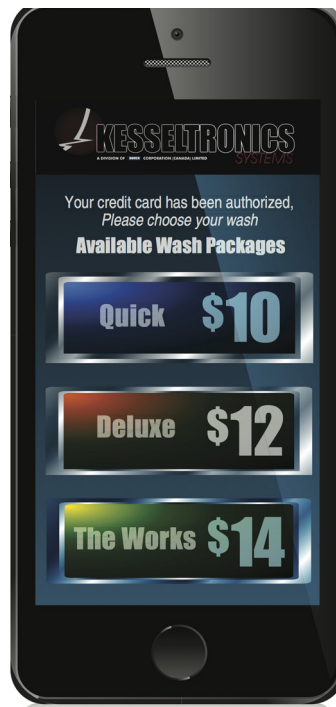 KESSELTRONICS
SYSTEMS
A DIVISION OF INNEX CORPORATION (CANADA) LIMITED
Your credit card has been authorized,
Please choose your wash
Available Wash Packages
Quick $10
Deluxe $12
The Works $14